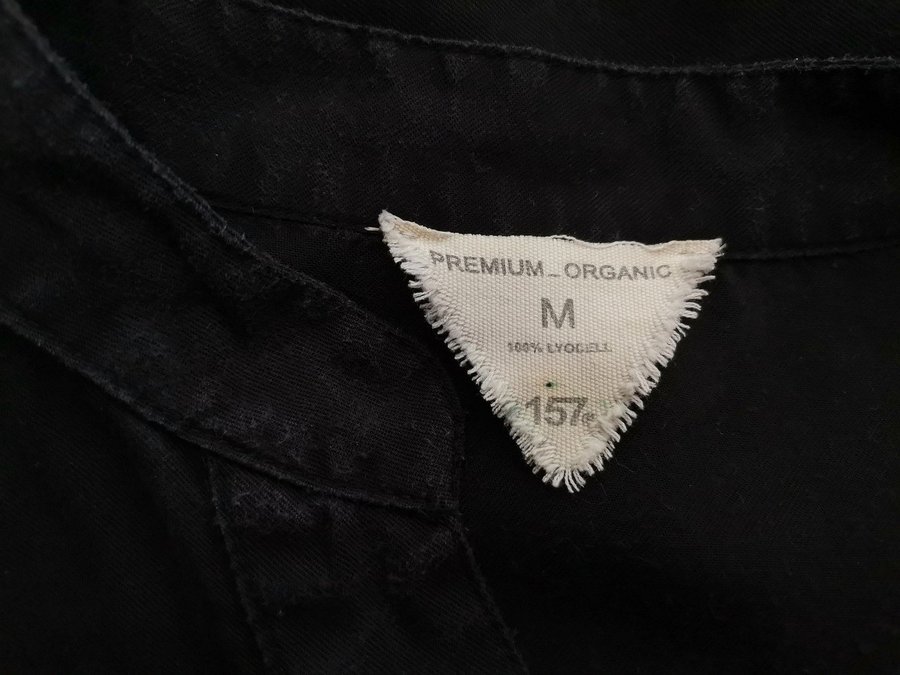 PREMIUM_ORGANIC
M
100% LYOCELL
157